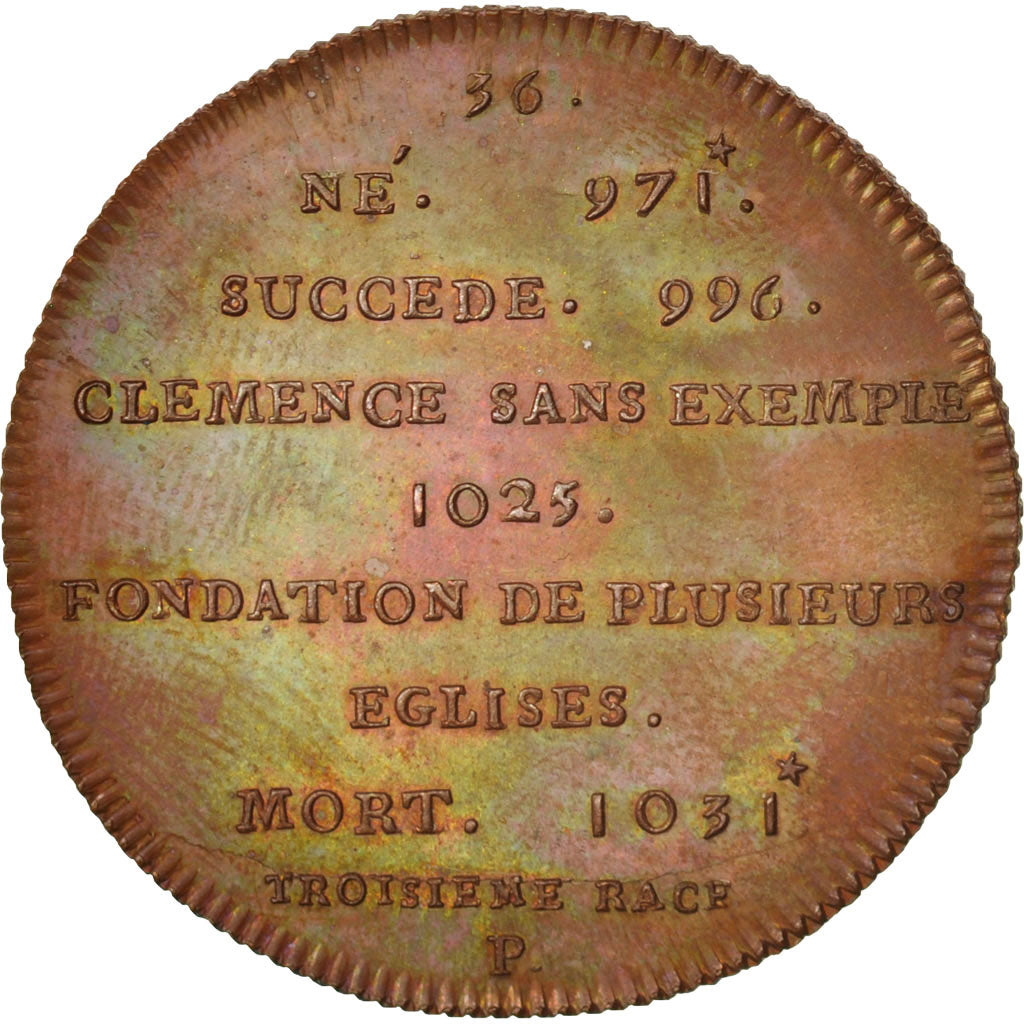 36.
NÉ. 971*.
SUCCEDE. 996.
CLEMENCE SANS EXEMPLE
1025.
FONDATION DE PLUSIEURS
EGLISES.
MORT. 1031*
TROISIEME RACE
P.